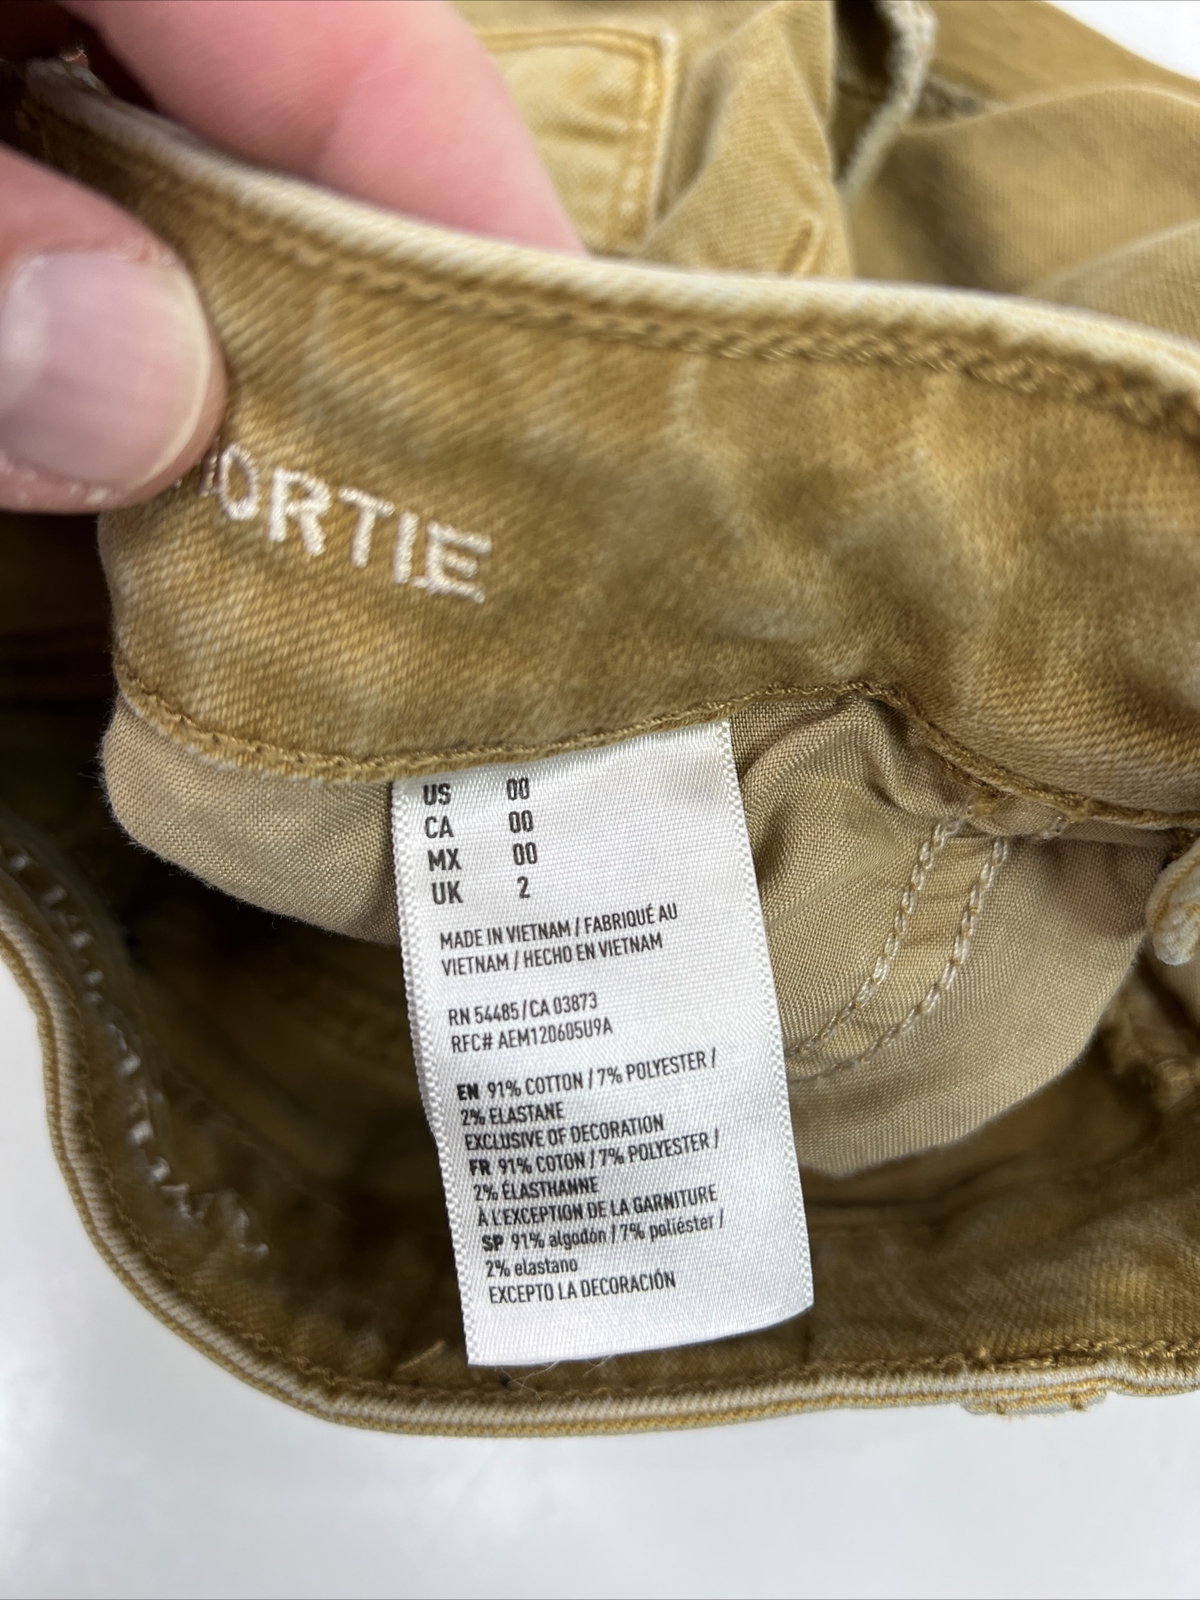 ORTIE
US 00
CA 00
MX 00
UK 2
MADE IN VIETNAM / FABRIQUÉ AU
VIETNAM / HECHO EN VIETNAM
RN 54485 / CA 03873
RFC# AEM120605U9A
EN 91% COTTON / 7% POLYESTER /
2% ELASTANE
EXCLUSIVE OF DECORATION
FR 91% COTON / 7% POLYESTER /
2% ÉLASTHANNE
À L'EXCEPTION DE LA GARNITURE
SP 91% algodón / 7% poliéster /
2% elastano
EXCEPTO LA DECORACIÓN